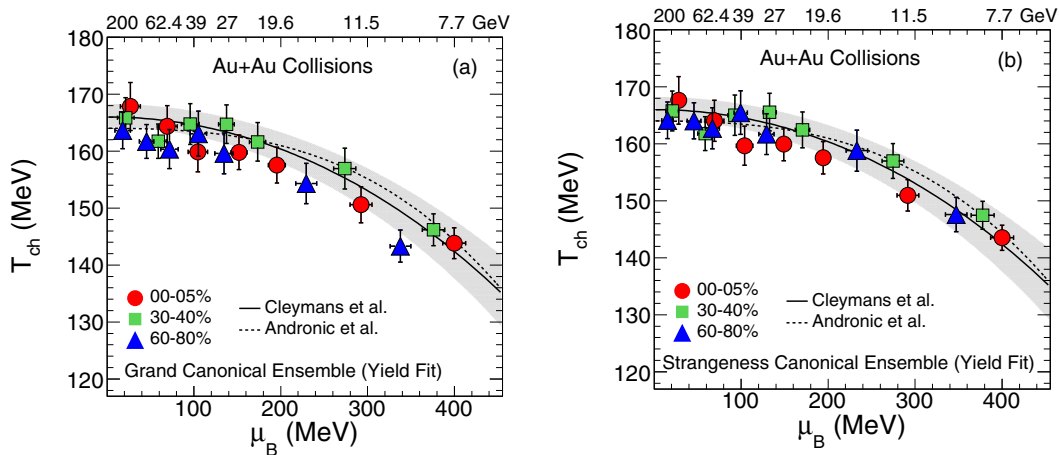 200 62.4 39 27 19.6 11.5 7.7 GeV
Au+Au Collisions (a)
180
170
160
150
140
130
120
T_ch (MeV)
00-05%
30-40%
60-80%
Cleymans et al.
Andronic et al.
Grand Canonical Ensemble (Yield Fit)
100 200 300 400
μ_B (MeV)
200 62.4 39 27 19.6 11.5 7.7 GeV
Au+Au Collisions (b)
180
170
160
150
140
130
120
T_ch (MeV)
00-05%
30-40%
60-80%
Cleymans et al.
Andronic et al.
Strangeness Canonical Ensemble (Yield Fit)
100 200 300 400
μ_B (MeV)